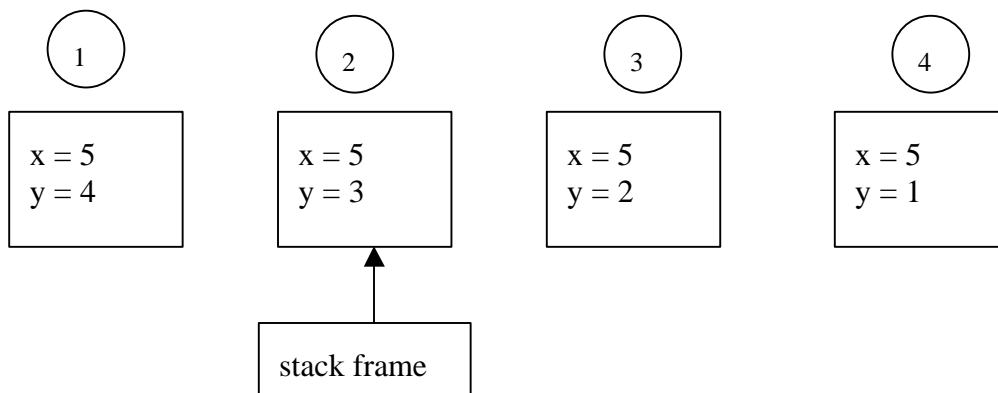 1
2
3
4
x = 5
y = 4
x = 5
y = 3
x = 5
y = 2
x = 5
y = 1
stack frame